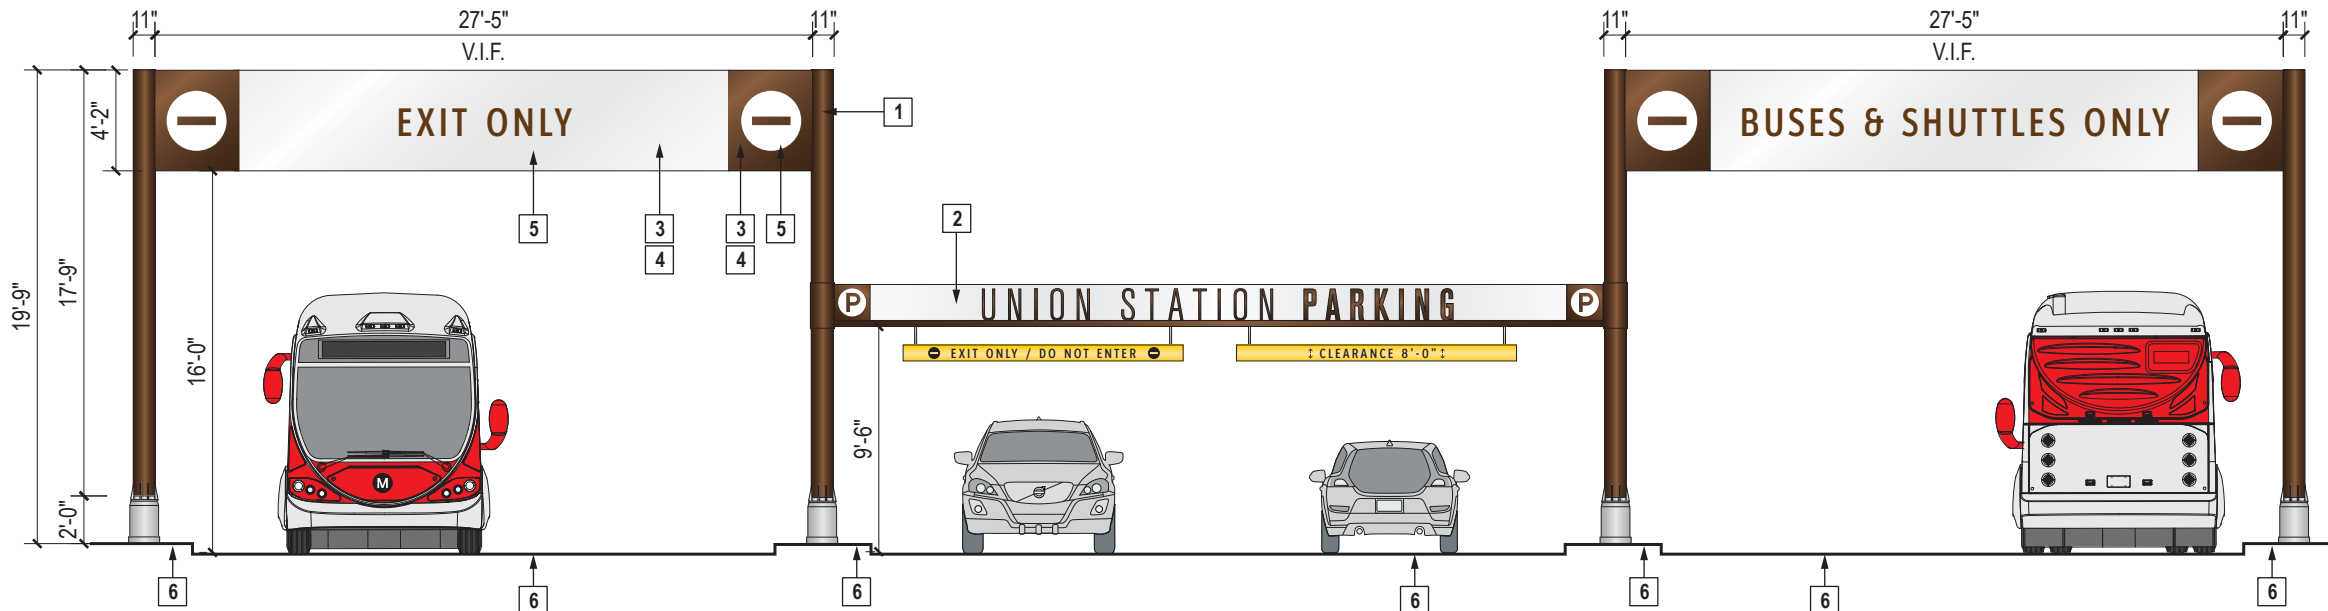 11" 27'-5" 11" 11" 27'-5" 11"
V.I.F. V.I.F.
EXIT ONLY
BUSES & SHUTTLES ONLY
1
4'-2"
17'-9"
19'-9"
16'-0"
2'-0"
5 3 3 5 2
4 4
P UNION STATION PARKING P
EXIT ONLY / DO NOT ENTER
↕ CLEARANCE 8'-0" ↕
9'-6"
M
6 6 6 6 6 6 6